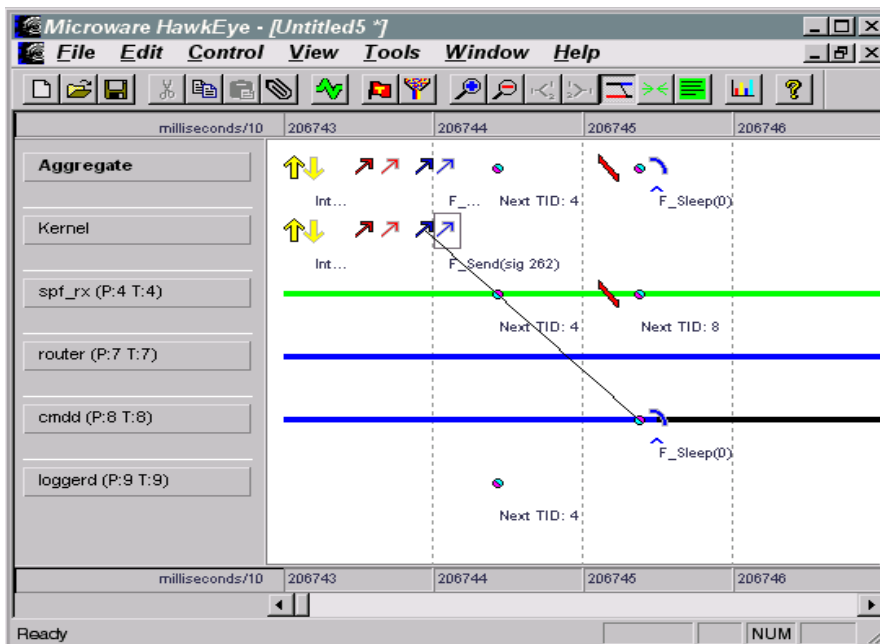 Microware HawkEye - [Untitled5 *]
File Edit Control View Tools Window Help
milliseconds/10 206743 206744 206745 206746
Aggregate
Int... F_... Next TID: 4 F_Sleep(0)
Kernel
Int... F_Send(sig 262)
spf_rx (P:4 T:4)
Next TID: 4 Next TID: 8
router (P:7 T:7)
cmdd (P:8 T:8)
F_Sleep(0)
loggerd (P:9 T:9)
Next TID: 4
milliseconds/10 206743 206744 206745 206746
Ready NUM